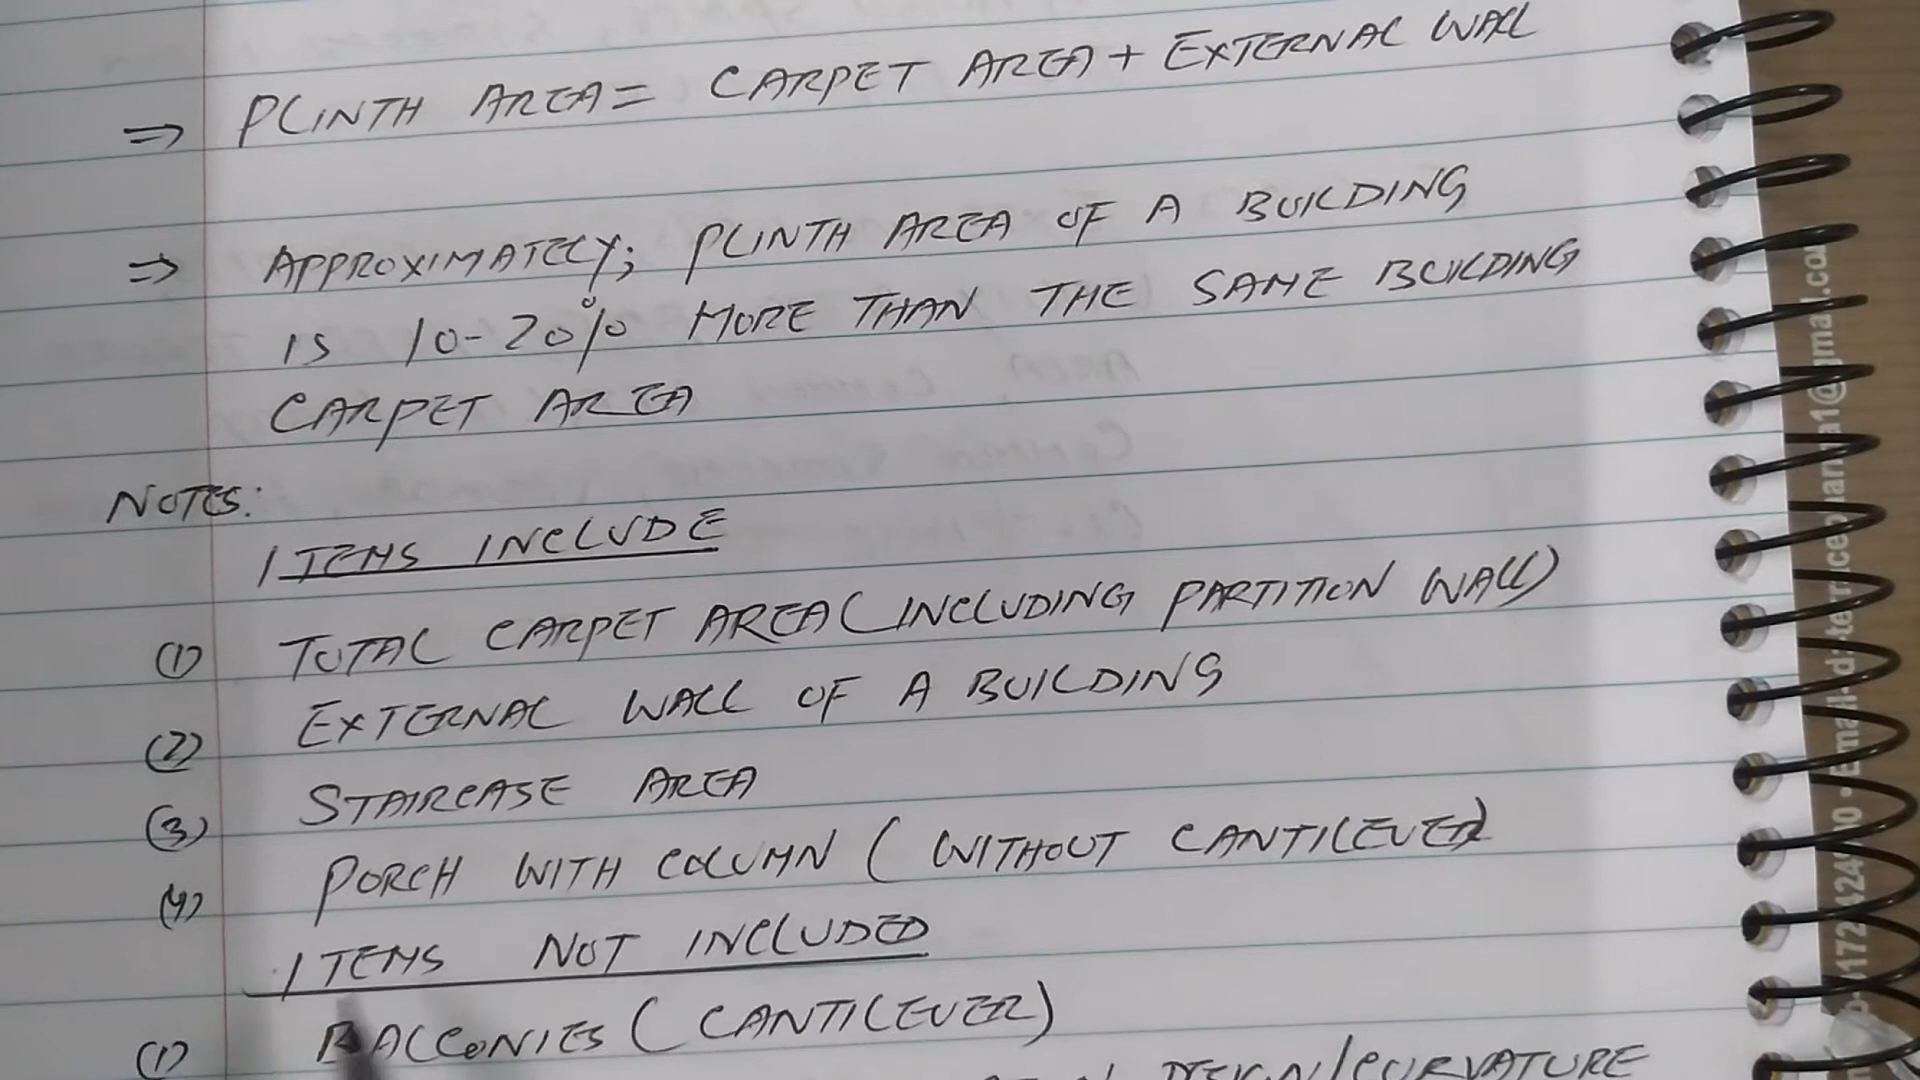 ⇒ PLINTH AREA = CARPET AREA + EXTERNAL WALL
⇒ APPROXIMATELY; PLINTH AREA OF A BUILDING
IS 10-20% MORE THAN THE SAME BUILDING
CARPET AREA
NOTES:
ITEMS INCLUDE
(1) TOTAL CARPET AREA (INCLUDING PARTITION WALL)
(2) EXTERNAL WALL OF A BUILDING
(3) STAIRCASE AREA
(4) PORCH WITH COLUMN (WITHOUT CANTILEVER)
ITEMS NOT INCLUDED
(1) BALCONIES (CANTILEVER)
DESIGN/CURVATURE